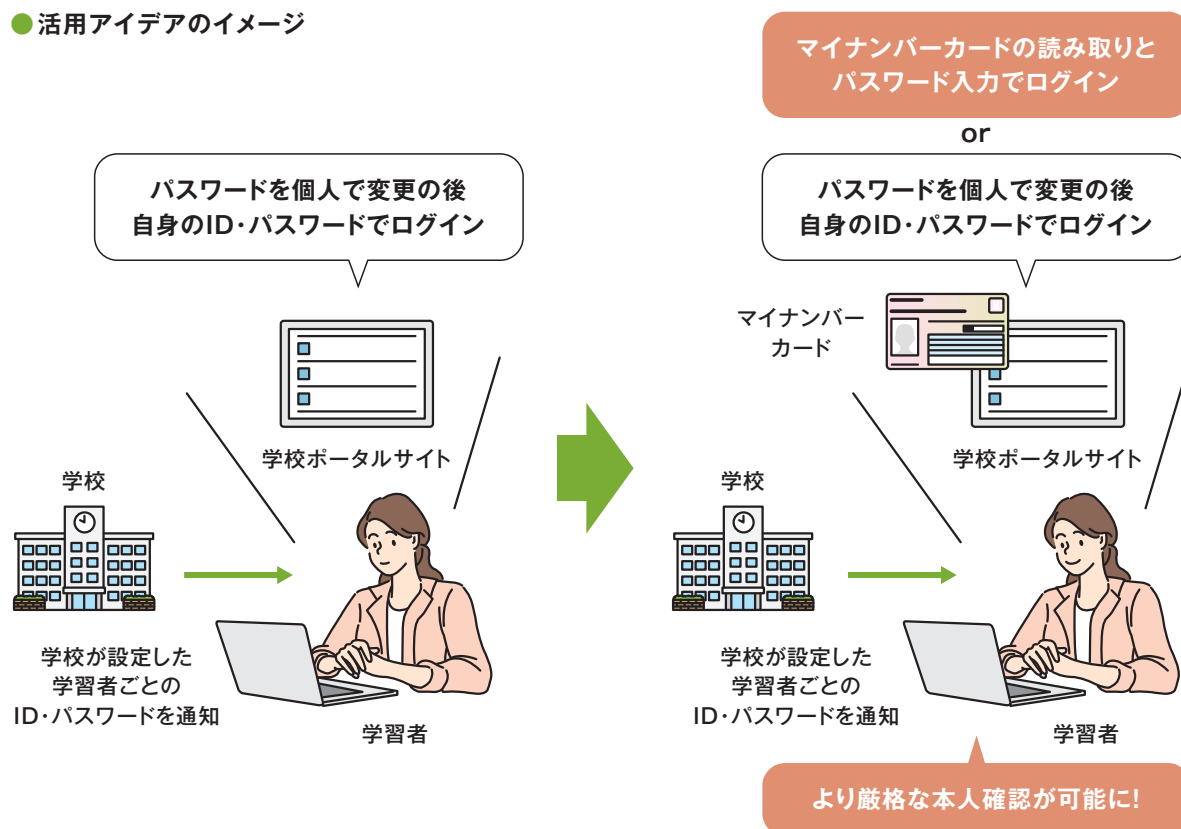 ●活用アイデアのイメージ
パスワードを個人で変更の後
自身のID・パスワードでログイン
学校ポータルサイト
学校
学校が設定した
学習者ごとの
ID・パスワードを通知
学習者
マイナンバーカードの読み取りと
パスワード入力でログイン
or
パスワードを個人で変更の後
自身のID・パスワードでログイン
マイナンバー
カード
学校ポータルサイト
学校
学校が設定した
学習者ごとの
ID・パスワードを通知
学習者
より厳格な本人確認が可能に!